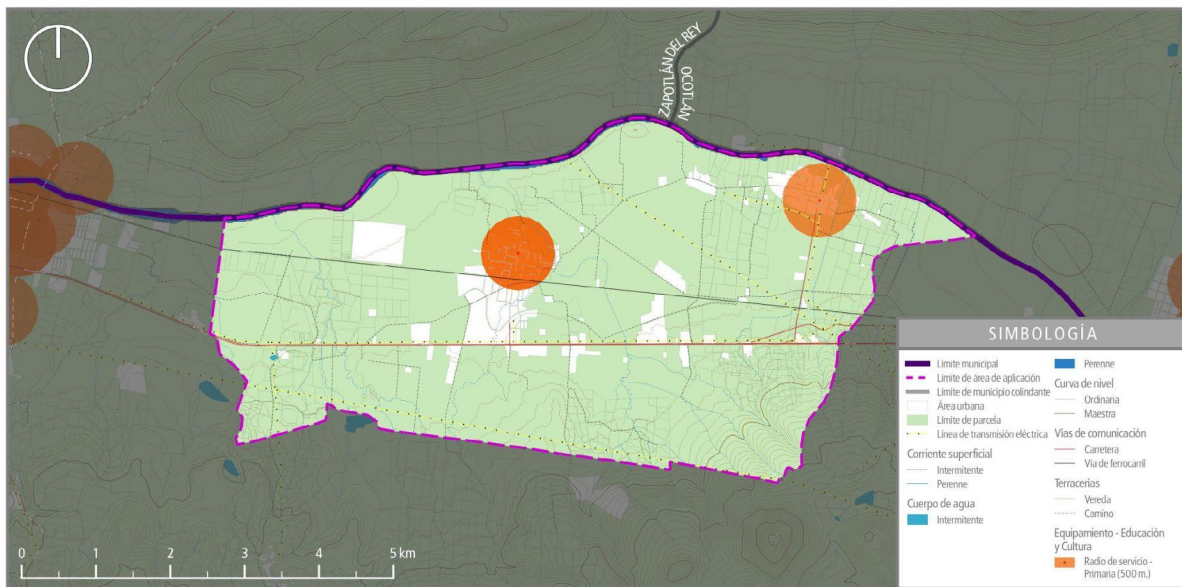 ZAPOTLÁN DEL REY
OCOTLÁN
0 1 2 3 4 5 km
SIMBOLOGÍA
Límite municipal
Límite de área de aplicación
Límite de municipio colindante
Área urbana
Límite de parcela
Línea de transmisión eléctrica
Corriente superficial
Intermitente
Perenne
Cuerpo de agua
Intermitente
Perenne
Curva de nivel
Ordinaria
Maestra
Vías de comunicación
Carretera
Vía de ferrocarril
Terracerías
Vereda
Camino
Equipamiento - Educación
y Cultura
Radio de servicio -
Primaria (500 m.)